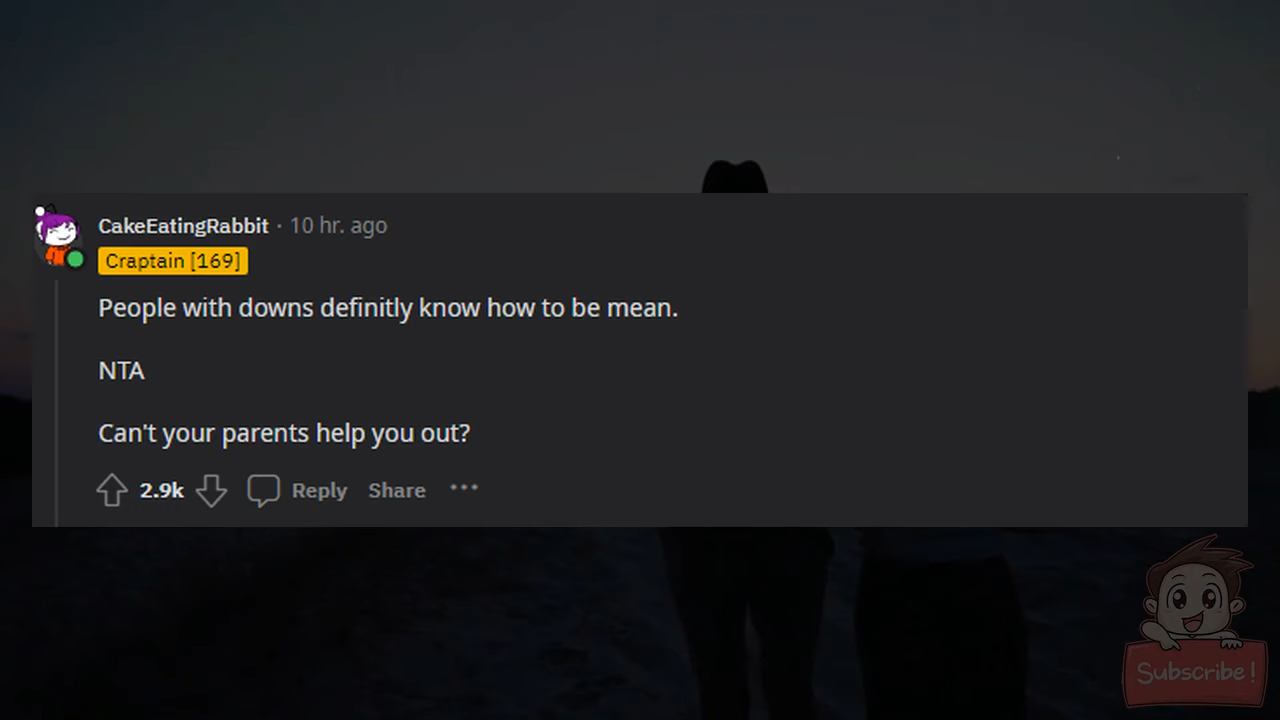 CakeEatingRabbit · 10 hr. ago
Craptain [169]
People with downs definitly know how to be mean.
NTA
Can't your parents help you out?
2.9k Reply Share ···
Subscribe!